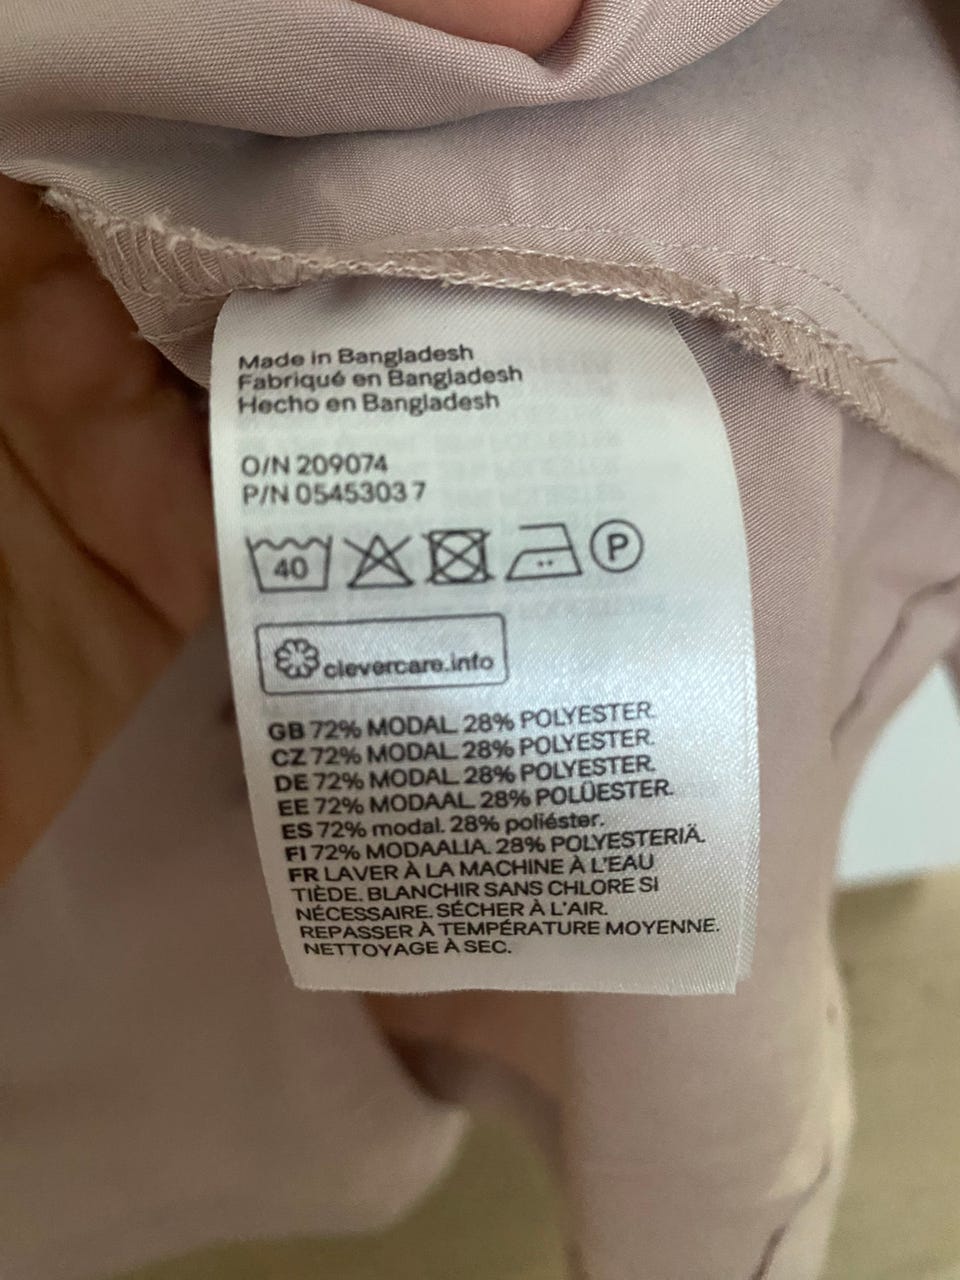 Made in Bangladesh
Fabriqué en Bangladesh
Hecho en Bangladesh
O/N 209074
P/N 0545303 7
40 P
clevercare.info
GB 72% MODAL. 28% POLYESTER.
CZ 72% MODAL. 28% POLYESTER.
DE 72% MODAL. 28% POLYESTER.
EE 72% MODAAL. 28% POLÜESTER.
ES 72% modal. 28% poliéster.
FI 72% MODAALIA. 28% POLYESTERIÄ.
FR LAVER À LA MACHINE À L'EAU
TIÈDE. BLANCHIR SANS CHLORE SI
NÉCESSAIRE. SÉCHER À L'AIR.
REPASSER À TEMPÉRATURE MOYENNE.
NETTOYAGE À SEC.